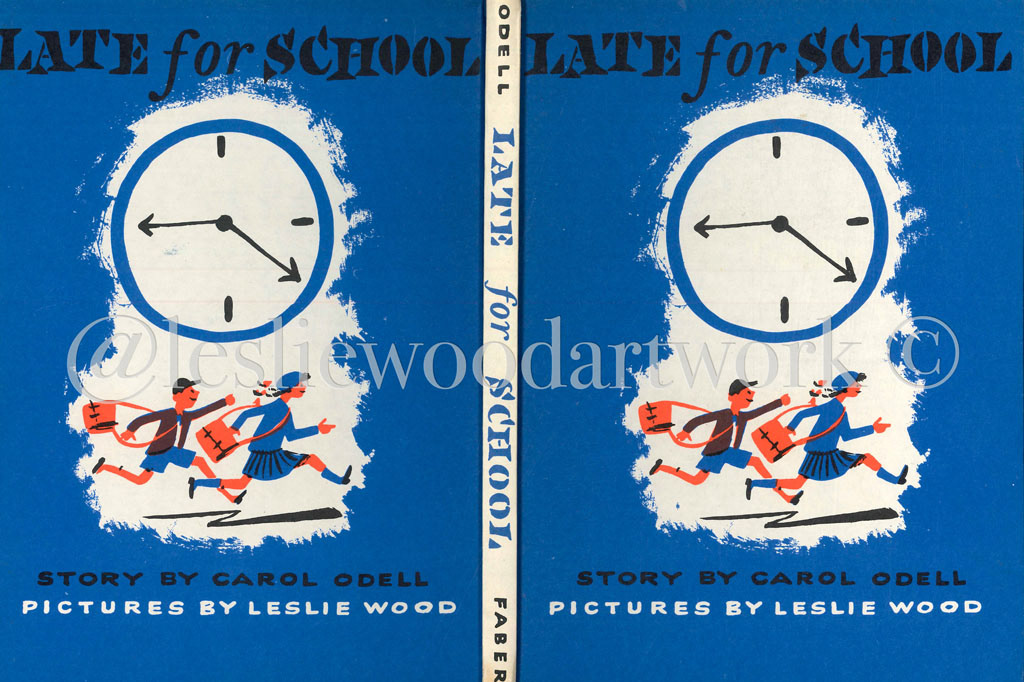 LATE for SCHOOL
STORY BY CAROL ODELL
PICTURES BY LESLIE WOOD
ODELL LATE for SCHOOL FABER
LATE for SCHOOL
STORY BY CAROL ODELL
PICTURES BY LESLIE WOOD
@lesliewoodartwork ©